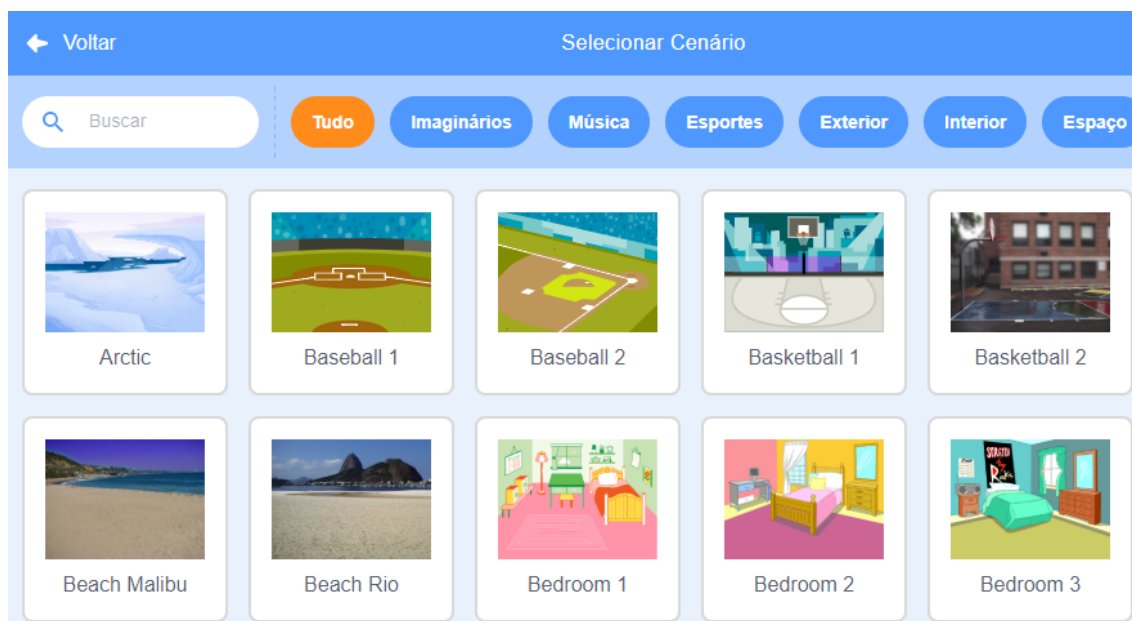 Voltar
Selecionar Cenário
Buscar
Tudo
Imaginários
Música
Esportes
Exterior
Interior
Espaço
Arctic
Baseball 1
Baseball 2
Basketball 1
Basketball 2
Beach Malibu
Beach Rio
Bedroom 1
Bedroom 2
Bedroom 3